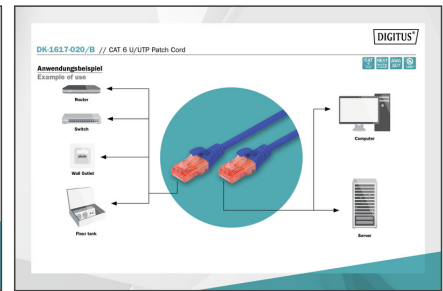 DIGITUS®
DK-1617-020/B // CAT 6 U/UTP Patch Cord
Anwendungsbeispiel
Example of use
Router
Switch
Wall Outlet
Floor tank
Computer
Server